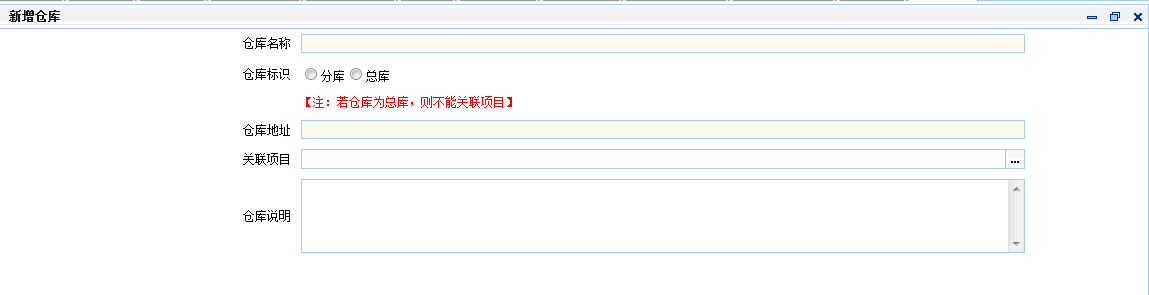 新增仓库
仓库名称
仓库标识 分库 总库
【注：若仓库为总库，则不能关联项目】
仓库地址
关联项目 ...
仓库说明